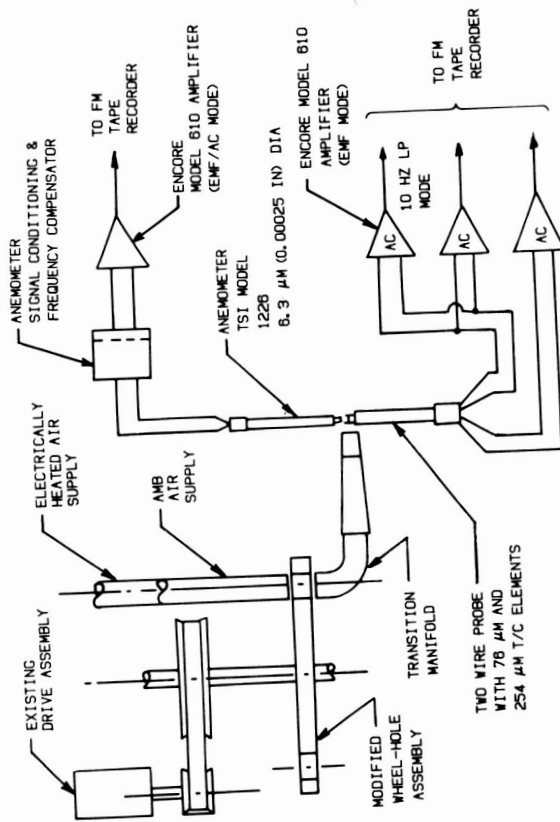 EXISTING
DRIVE ASSEMBLY
ELECTRICALLY
HEATED AIR
SUPPLY
AMB
AIR
SUPPLY
ANEMOMETER
SIGNAL CONDITIONING &
FREQUENCY COMPENSATOR
TO FM
TAPE
RECORDER
ENCORE
MODEL 610 AMPLIFIER
(EMF/AC MODE)
ANEMOMETER
TSI MODEL
1226
6.3 µM (0.00025 IN) DIA
ENCORE MODEL 610
AMPLIFIER
(EMF MODE)
AC
AC
AC
10 HZ LP
MODE
TO FM
TAPE
RECORDER
MODIFIED
WHEEL-HOLE
ASSEMBLY
TRANSITION
MANIFOLD
TWO WIRE PROBE
WITH 76 µM AND
254 µM T/C ELEMENTS